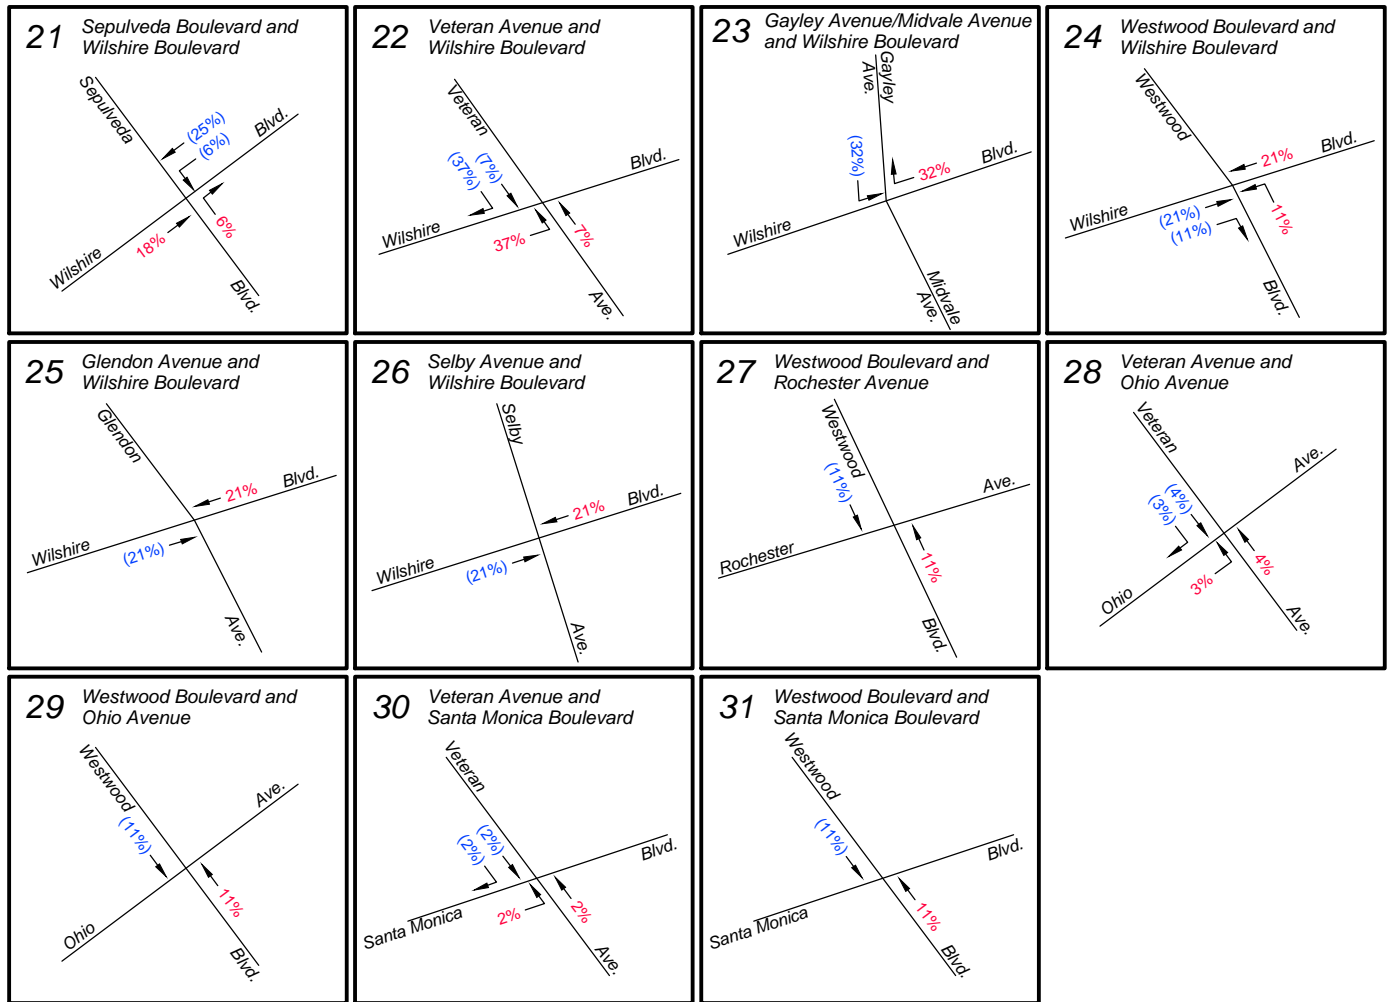 21 Sepulveda Boulevard and
Wilshire Boulevard
Sepulveda
(25%)
(6%)
Blvd.
Wilshire
18%
6%
Blvd.
22 Veteran Avenue and
Wilshire Boulevard
Veteran
(7%)
(37%)
Blvd.
Wilshire
37%
7%
Ave.
23 Gayley Avenue/Midvale Avenue
and Wilshire Boulevard
Gayley
Ave.
(32%)
32%
Blvd.
Wilshire
Midvale
Ave.
24 Westwood Boulevard and
Wilshire Boulevard
Westwood
21%
Blvd.
Wilshire
(21%)
(11%)
11%
Blvd.
25 Glendon Avenue and
Wilshire Boulevard
Glendon
21%
Blvd.
Wilshire
(21%)
Ave.
26 Selby Avenue and
Wilshire Boulevard
Selby
21%
Blvd.
Wilshire
(21%)
Ave.
27 Westwood Boulevard and
Rochester Avenue
Westwood
(11%)
Ave.
Rochester
11%
Blvd.
28 Veteran Avenue and
Ohio Avenue
Veteran
Ave.
(4%)
(3%)
Ohio
3%
4%
Ave.
29 Westwood Boulevard and
Ohio Avenue
Westwood
(11%)
Ave.
Ohio
11%
Blvd.
30 Veteran Avenue and
Santa Monica Boulevard
Veteran
(2%)
(2%)
Blvd.
Santa Monica
2%
2%
Ave.
31 Westwood Boulevard and
Santa Monica Boulevard
Westwood
(11%)
Blvd.
Santa Monica
11%
Blvd.